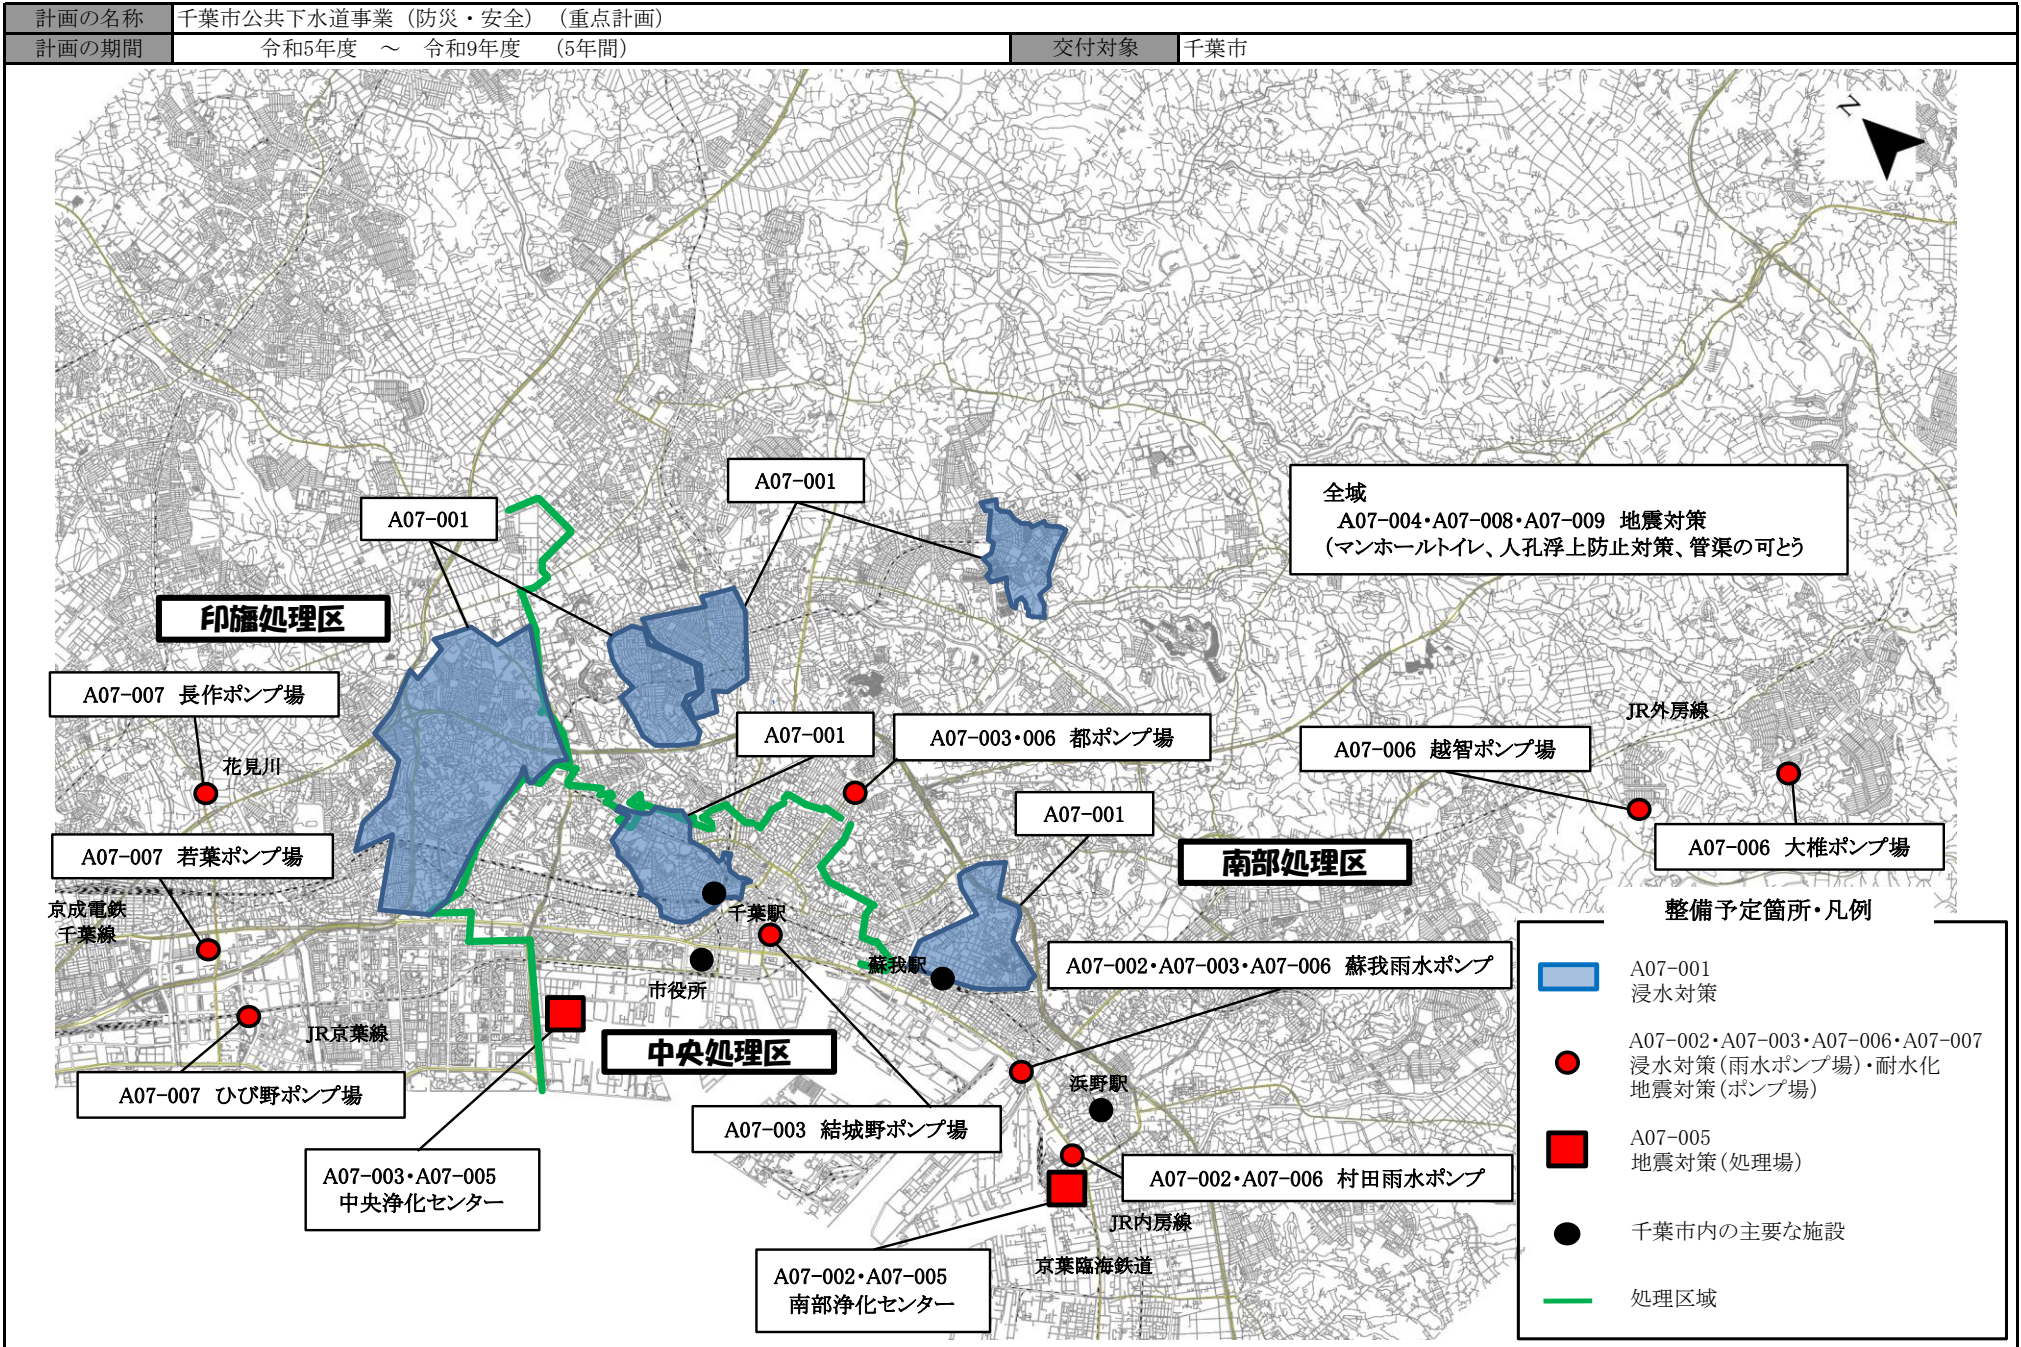 計画の名称 千葉市公共下水道事業（防災・安全）（重点計画）
計画の期間 令和5年度 ～ 令和9年度 （5年間） 交付対象 千葉市
N
A07-001
A07-001
全域
A07-004・A07-008・A07-009 地震対策
（マンホールトイレ、人孔浮上防止対策、管渠の可とう
印旛処理区
A07-007 長作ポンプ場
花見川
A07-001
A07-003・006 都ポンプ場
JR外房線
A07-006 越智ポンプ場
A07-001
A07-006 大椎ポンプ場
A07-007 若葉ポンプ場
南部処理区
京成電鉄
千葉線
千葉駅
蘇我駅
A07-002・A07-003・A07-006 蘇我雨水ポンプ
市役所
JR京葉線
中央処理区
A07-007 ひび野ポンプ場
浜野駅
A07-003 結城野ポンプ場
A07-003・A07-005
中央浄化センター
A07-002・A07-006 村田雨水ポンプ
JR内房線
京葉臨海鉄道
A07-002・A07-005
南部浄化センター
整備予定箇所・凡例
A07-001
浸水対策
A07-002・A07-003・A07-006・A07-007
浸水対策（雨水ポンプ場）・耐水化
地震対策（ポンプ場）
A07-005
地震対策（処理場）
千葉市内の主要な施設
処理区域